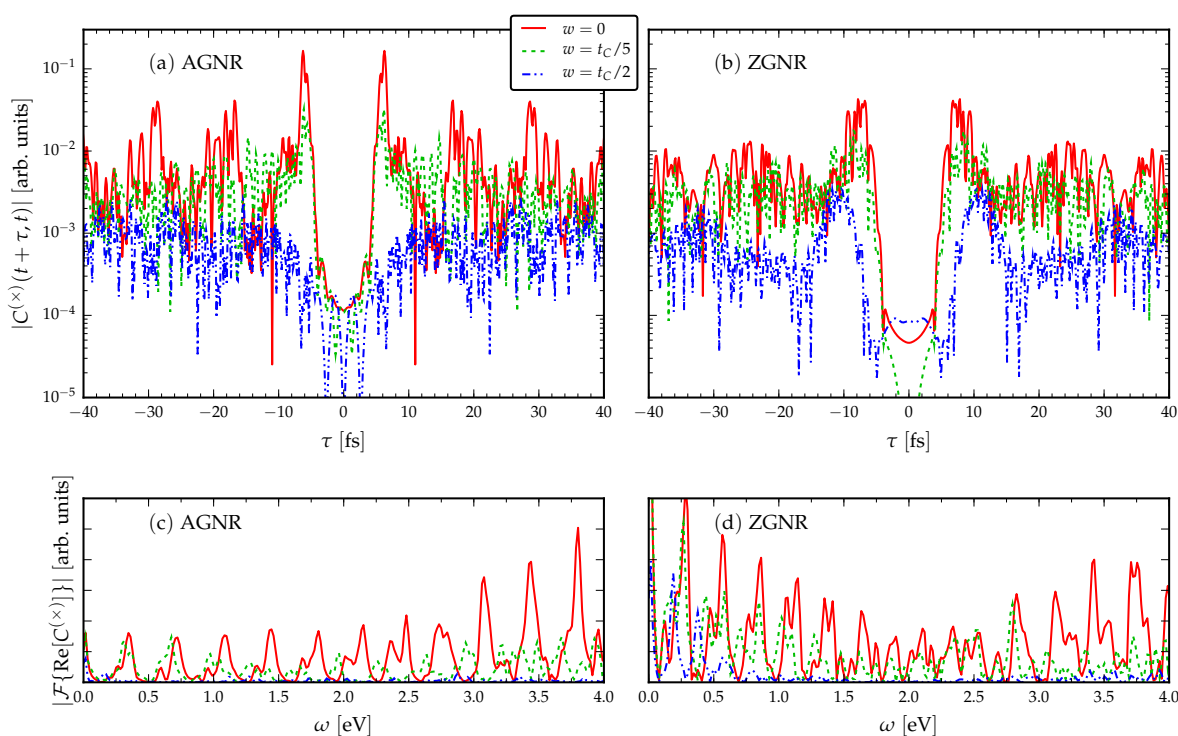 w = 0
w = t_C/5
w = t_C/2
(a) AGNR
(b) ZGNR
|C^(×)(t + τ, t)| [arb. units]
10^−1
10^−2
10^−3
10^−4
10^−5
−40 −30 −20 −10 0 10 20 30 40
τ [fs]
−40 −30 −20 −10 0 10 20 30 40
τ [fs]
(c) AGNR
(d) ZGNR
|F{Re[C^(×)]}| [arb. units]
0.0 0.5 1.0 1.5 2.0 2.5 3.0 3.5 4.0
ω [eV]
0.0 0.5 1.0 1.5 2.0 2.5 3.0 3.5 4.0
ω [eV]